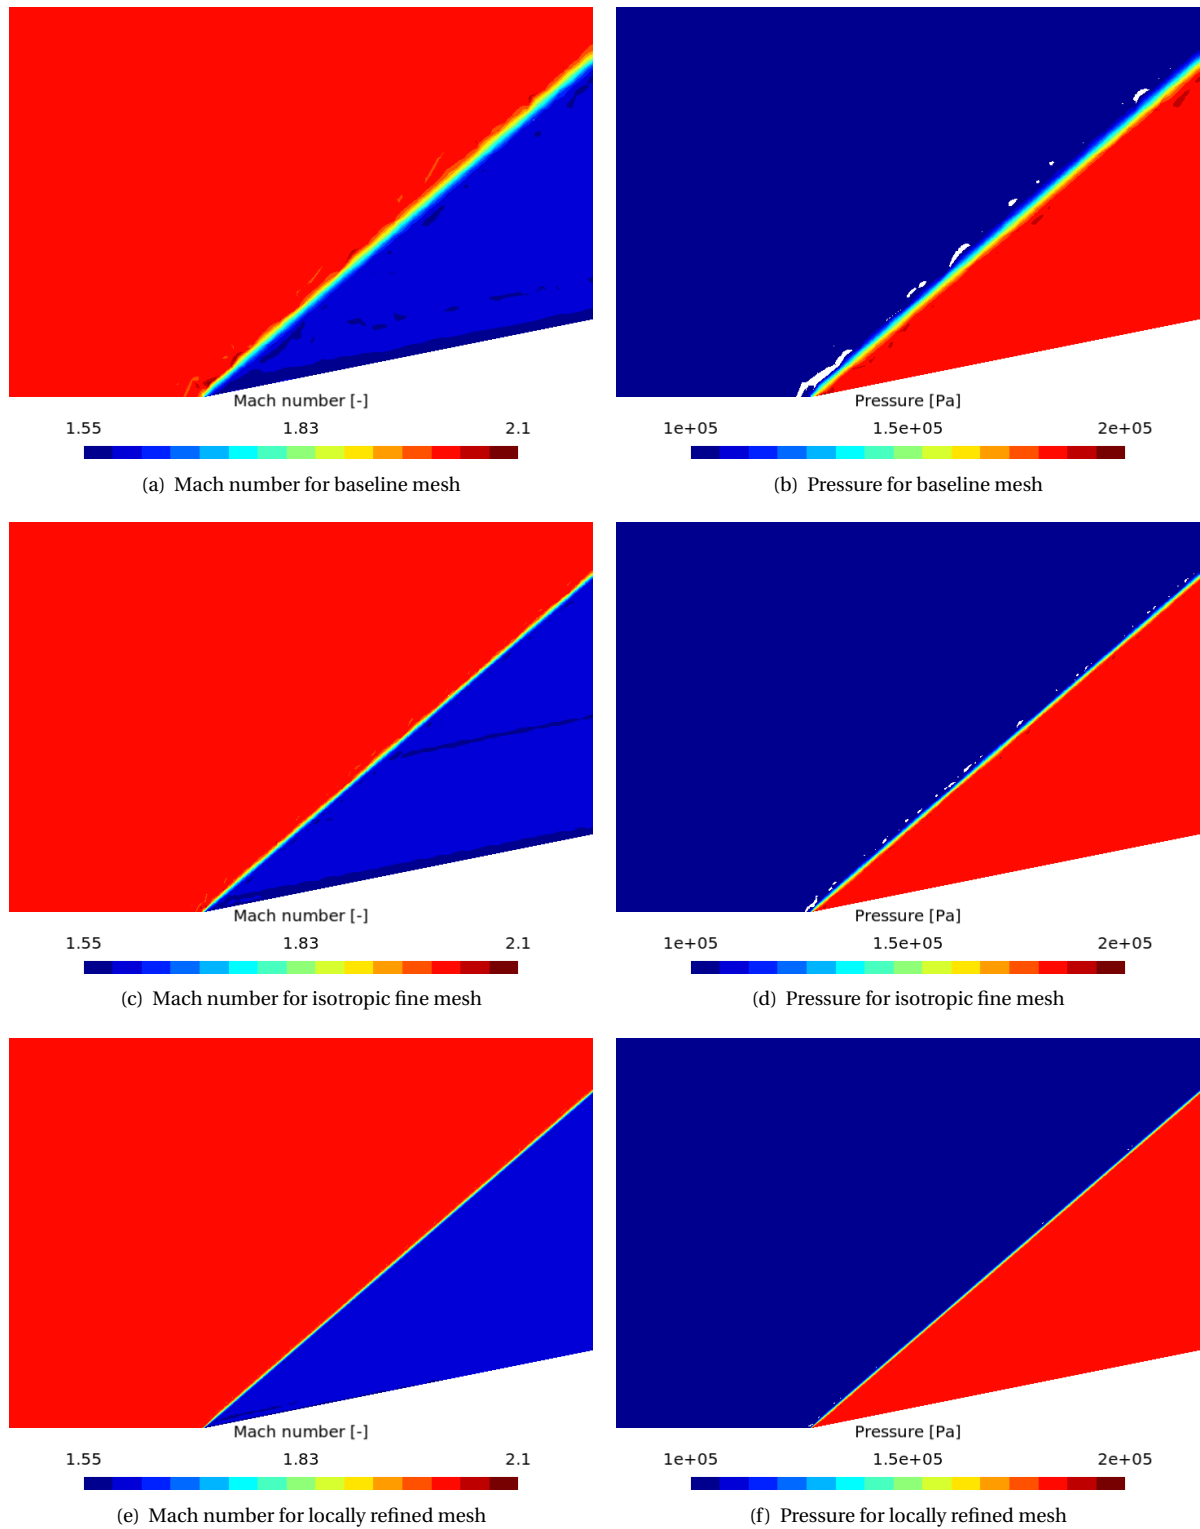 Mach number [-]
1.55 1.83 2.1
(a) Mach number for baseline mesh
Pressure [Pa]
1e+05 1.5e+05 2e+05
(b) Pressure for baseline mesh
Mach number [-]
1.55 1.83 2.1
(c) Mach number for isotropic fine mesh
Pressure [Pa]
1e+05 1.5e+05 2e+05
(d) Pressure for isotropic fine mesh
Mach number [-]
1.55 1.83 2.1
(e) Mach number for locally refined mesh
Pressure [Pa]
1e+05 1.5e+05 2e+05
(f) Pressure for locally refined mesh